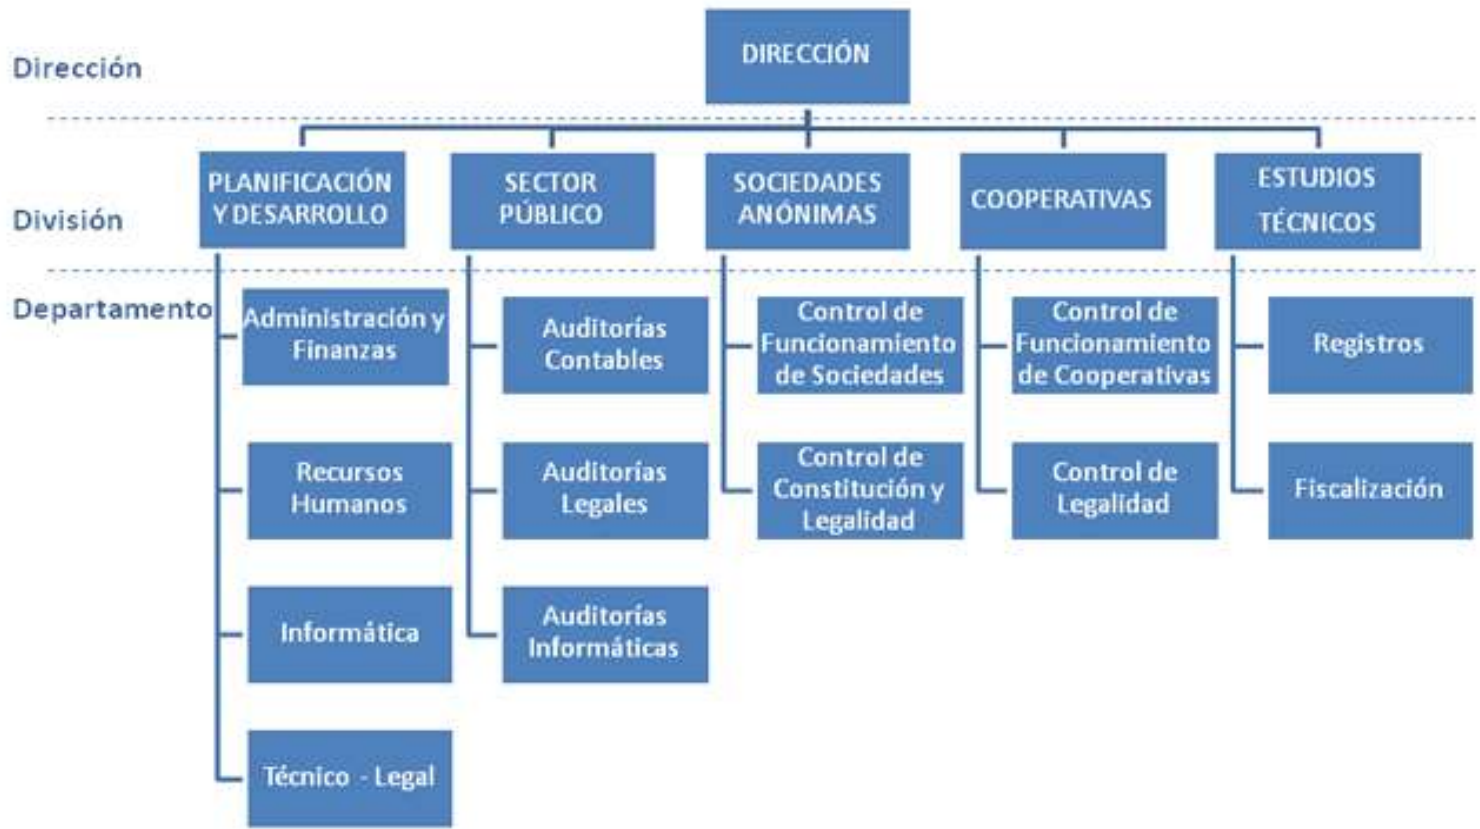 Dirección
DIRECCIÓN
División
PLANIFICACIÓN
Y DESARROLLO
SECTOR
PÚBLICO
SOCIEDADES
ANÓNIMAS
COOPERATIVAS
ESTUDIOS
TÉCNICOS
Departamento
Administración y
Finanzas
Recursos
Humanos
Informática
Técnico - Legal
Auditorías
Contables
Auditorías
Legales
Auditorías
Informáticas
Control de
Funcionamiento
de Sociedades
Control de
Constitución y
Legalidad
Control de
Funcionamiento
de Cooperativas
Control de
Legalidad
Registros
Fiscalización